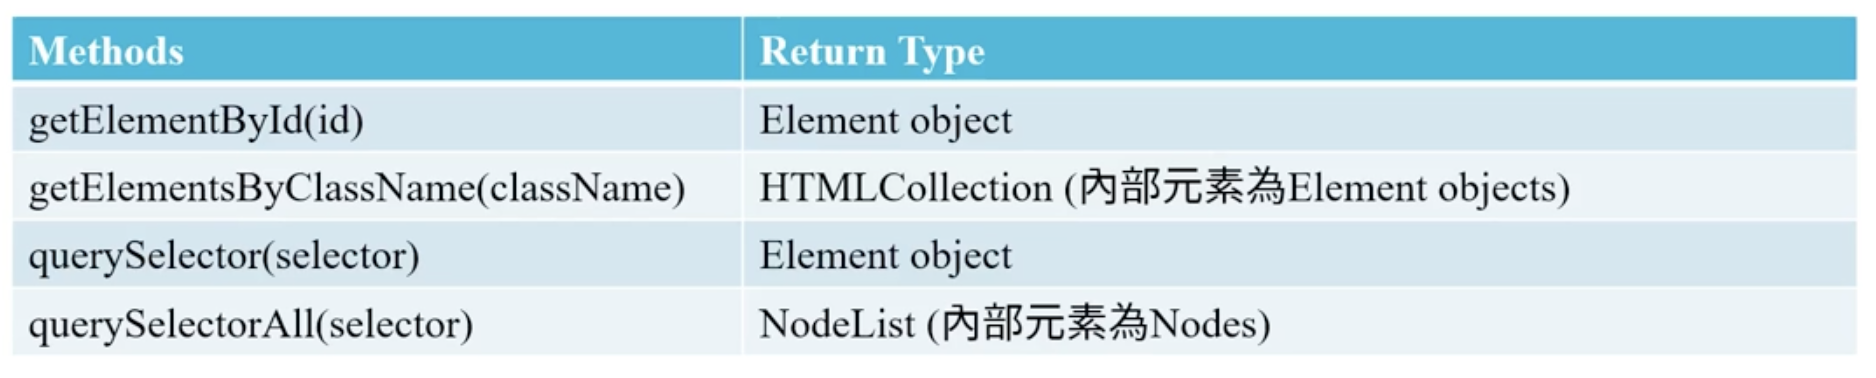 Methods Return Type
getElementById(id) Element object
getElementsByClassName(className) HTMLCollection (內部元素為Element objects)
querySelector(selector) Element object
querySelectorAll(selector) NodeList (內部元素為Nodes)